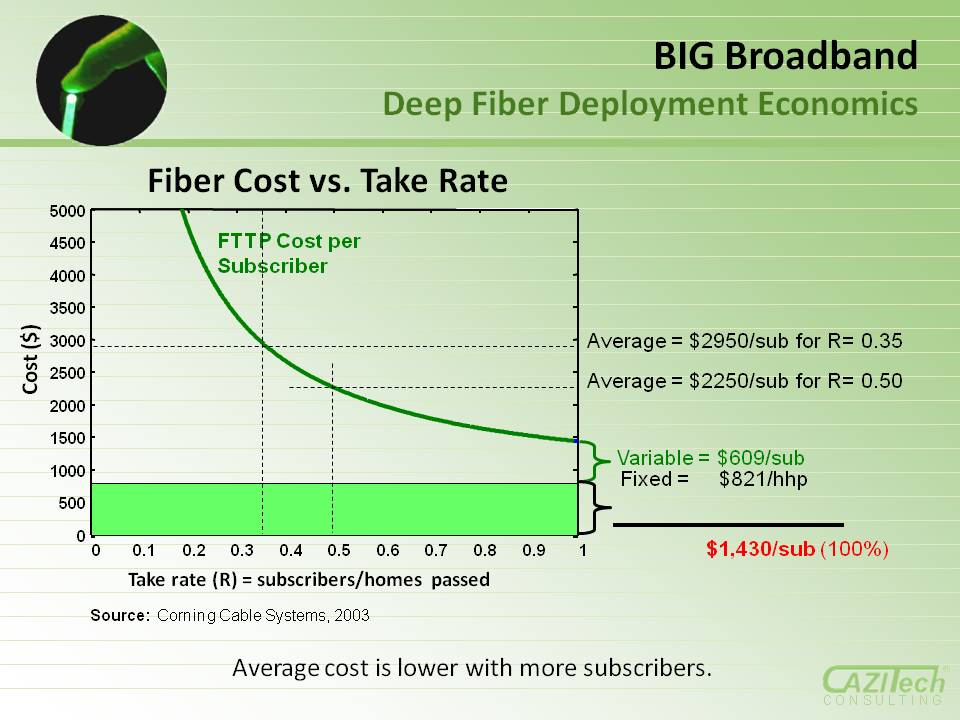 BIG Broadband
Deep Fiber Deployment Economics
Fiber Cost vs. Take Rate
5000
4500
4000
3500
3000
2500
2000
1500
1000
500
0
Cost ($)
FTTP Cost per
Subscriber
Average = $2950/sub for R= 0.35
Average = $2250/sub for R= 0.50
Variable = $609/sub
Fixed = $821/hhp
$1,430/sub (100%)
0 0.1 0.2 0.3 0.4 0.5 0.6 0.7 0.8 0.9 1
Take rate (R) = subscribers/homes passed
Source: Corning Cable Systems, 2003
Average cost is lower with more subscribers.
CAZITech
CONSULTING